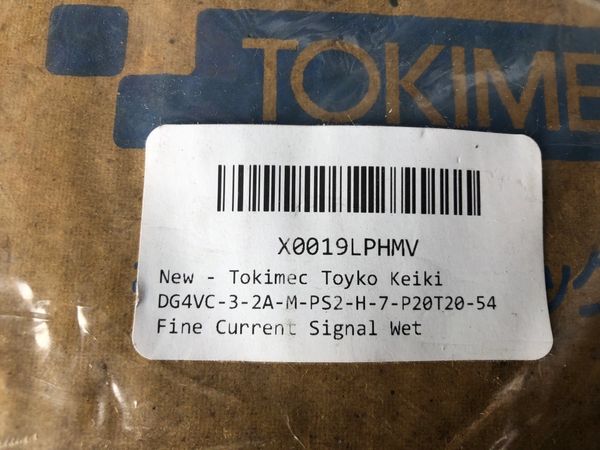 TOKIME
X0019LPHMV
New - Tokimec Toyko Keiki
DG4VC-3-2A-M-PS2-H-7-P20T20-54
Fine Current Signal Wet